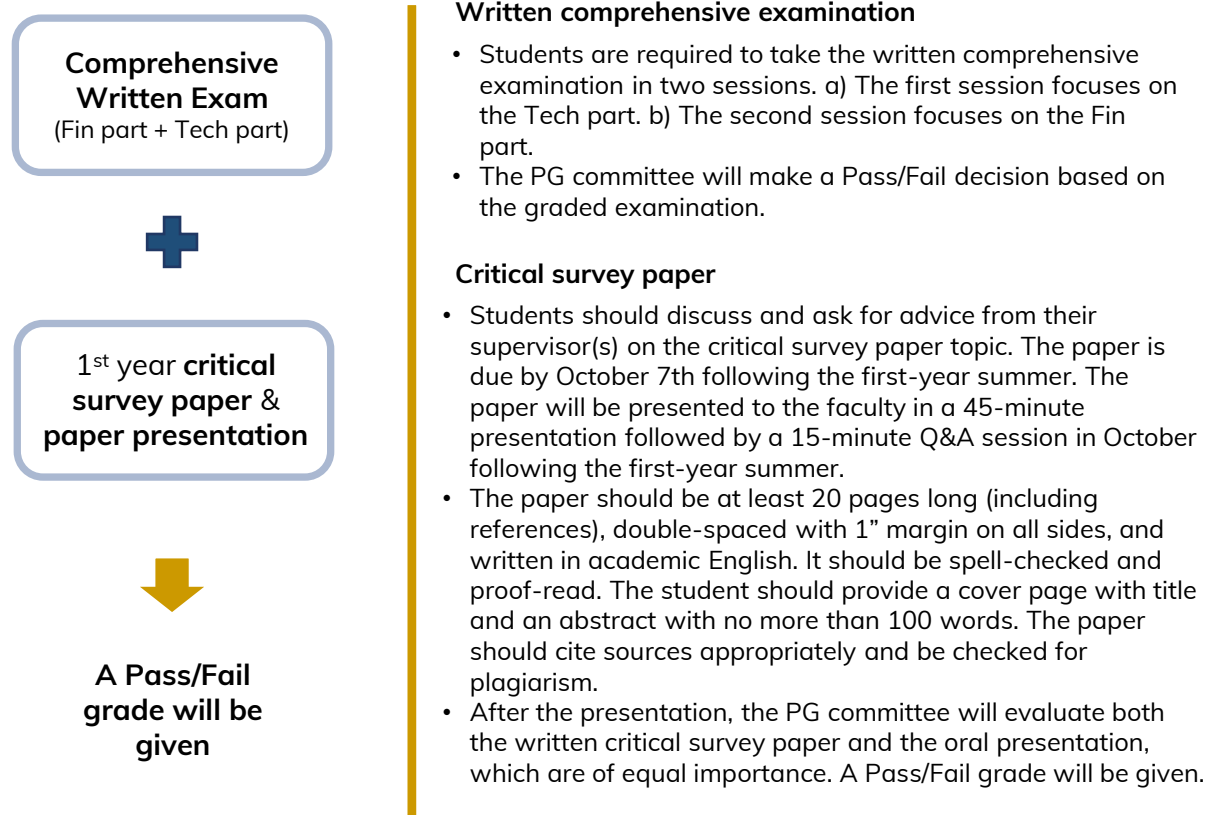 Comprehensive
Written Exam
(Fin part + Tech part)
1st year critical
survey paper &
paper presentation
A Pass/Fail
grade will be
given
Written comprehensive examination
• Students are required to take the written comprehensive
examination in two sessions. a) The first session focuses on
the Tech part. b) The second session focuses on the Fin
part.
• The PG committee will make a Pass/Fail decision based on
the graded examination.
Critical survey paper
• Students should discuss and ask for advice from their
supervisor(s) on the critical survey paper topic. The paper is
due by October 7th following the first-year summer. The
paper will be presented to the faculty in a 45-minute
presentation followed by a 15-minute Q&A session in October
following the first-year summer.
• The paper should be at least 20 pages long (including
references), double-spaced with 1” margin on all sides, and
written in academic English. It should be spell-checked and
proof-read. The student should provide a cover page with title
and an abstract with no more than 100 words. The paper
should cite sources appropriately and be checked for
plagiarism.
• After the presentation, the PG committee will evaluate both
the written critical survey paper and the oral presentation,
which are of equal importance. A Pass/Fail grade will be given.